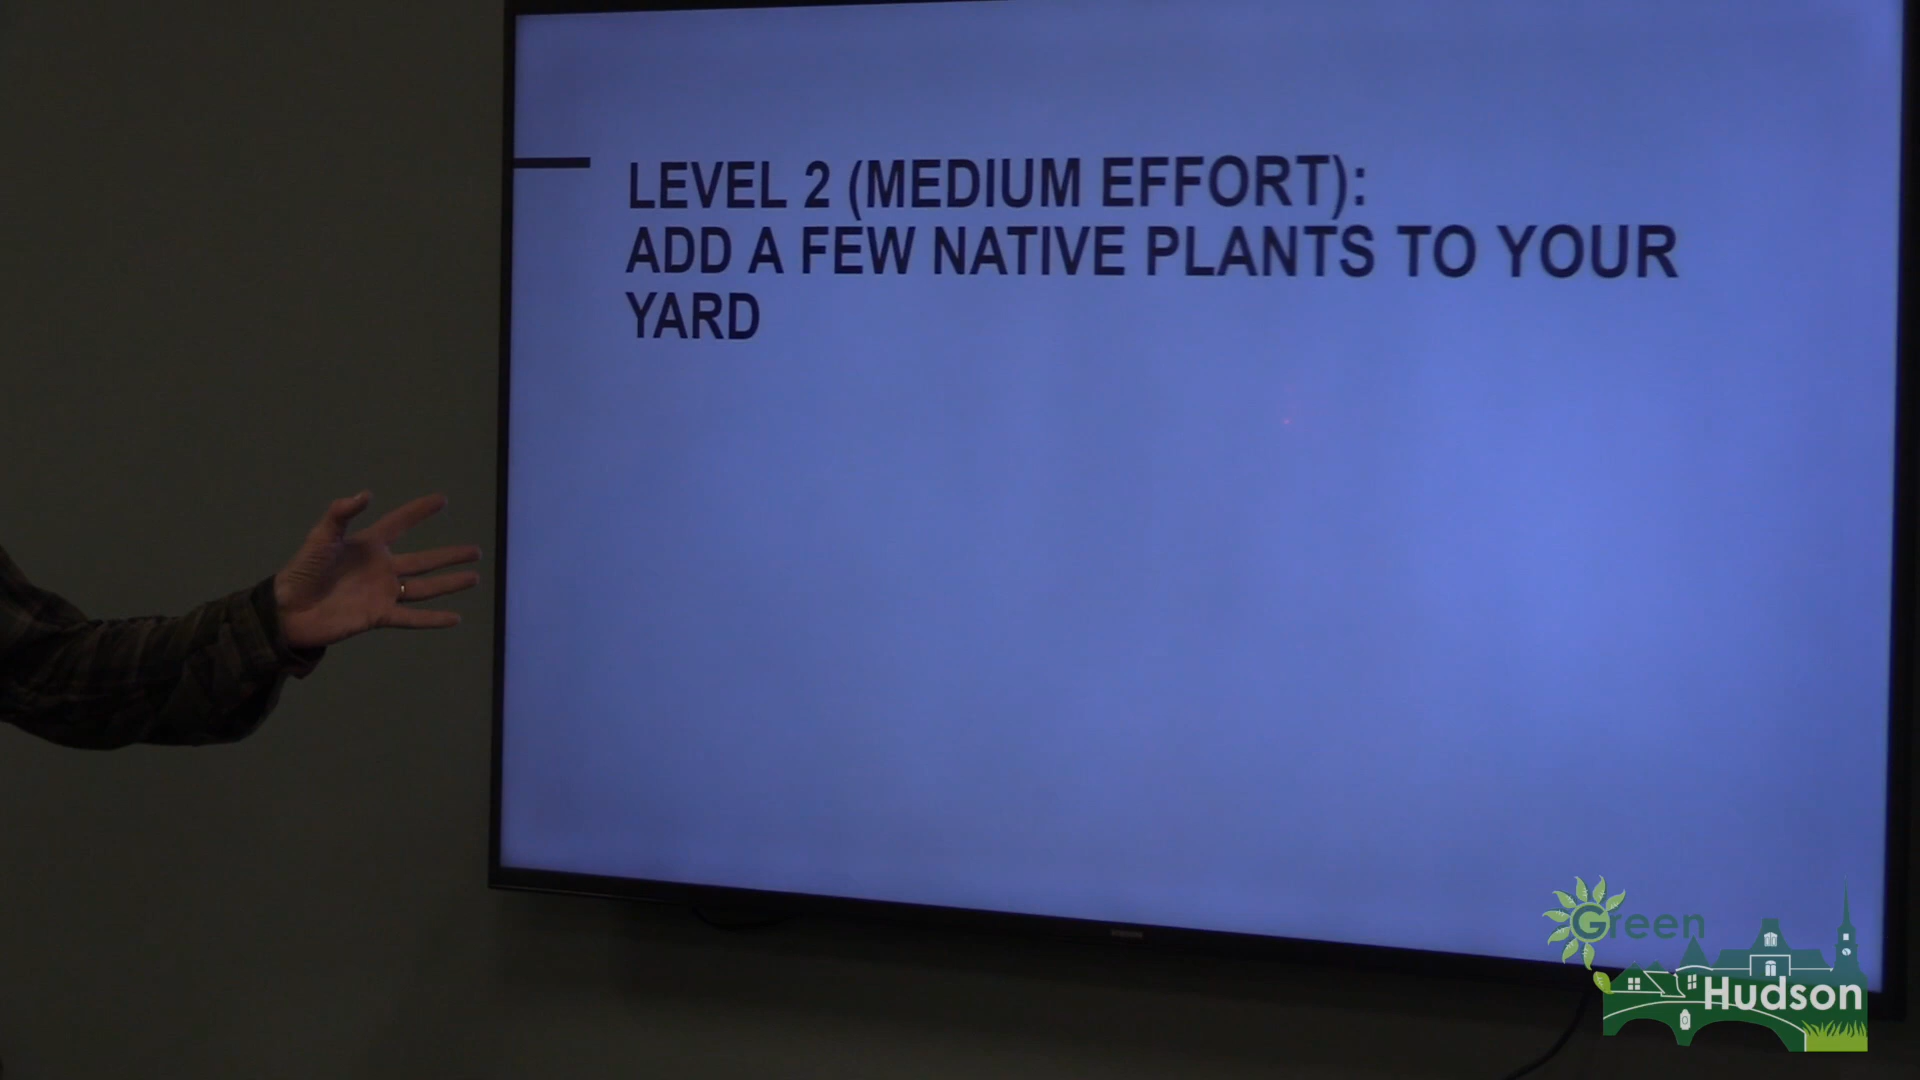 LEVEL 2 (MEDIUM EFFORT):
ADD A FEW NATIVE PLANTS TO YOUR
YARD
Green
Hudson